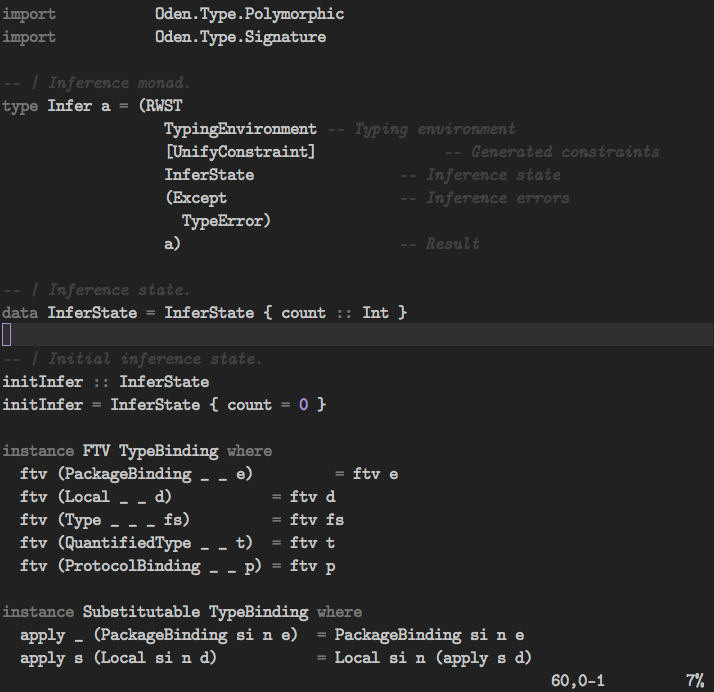 import           Oden.Type.Polymorphic
import           Oden.Type.Signature
-- | Inference monad.
type Infer a = (RWST
                  TypingEnvironment -- Typing environment
                  [UnifyConstraint]              -- Generated constraints
                  InferState                -- Inference state
                  (Except                   -- Inference errors
                    TypeError)
                  a)                        -- Result
-- | Inference state.
data InferState = InferState { count :: Int }
-- | Initial inference state.
initInfer :: InferState
initInfer = InferState { count = 0 }
instance FTV TypeBinding where
  ftv (PackageBinding _ _ e)         = ftv e
  ftv (Local _ _ d)           = ftv d
  ftv (Type _ _ _ fs)         = ftv fs
  ftv (QuantifiedType _ _ t)  = ftv t
  ftv (ProtocolBinding _ _ p) = ftv p
instance Substitutable TypeBinding where
  apply _ (PackageBinding si n e)  = PackageBinding si n e
  apply s (Local si n d)           = Local si n (apply s d)
60,0-1         7%